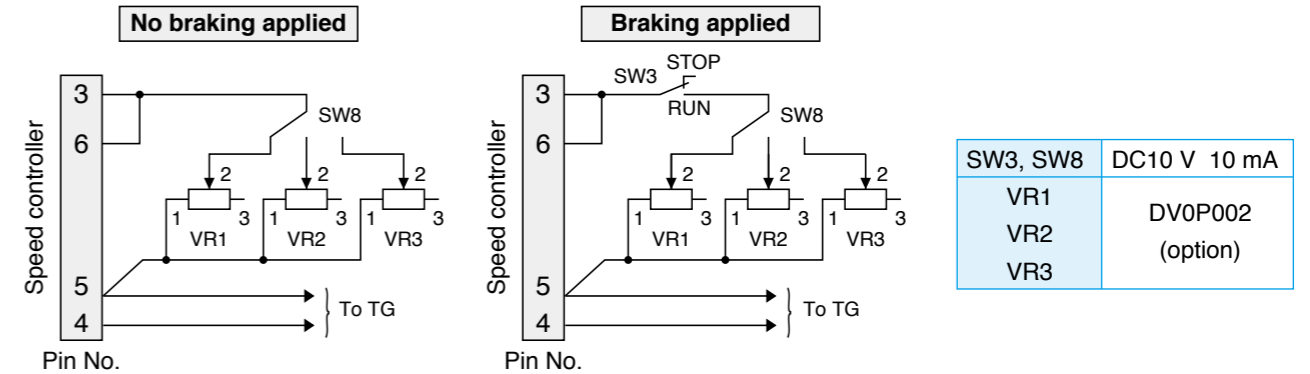 No braking applied
Speed controller
3
6
5
4
SW8
2
2
2
1
3
1
3
1
3
VR1
VR2
VR3
To TG
Pin No.
Braking applied
Speed controller
3
6
5
4
SW3
STOP
RUN
SW8
2
2
2
1
3
1
3
1
3
VR1
VR2
VR3
To TG
Pin No.
SW3, SW8 DC10 V 10 mA
VR1
VR2
VR3
DV0P002
(option)